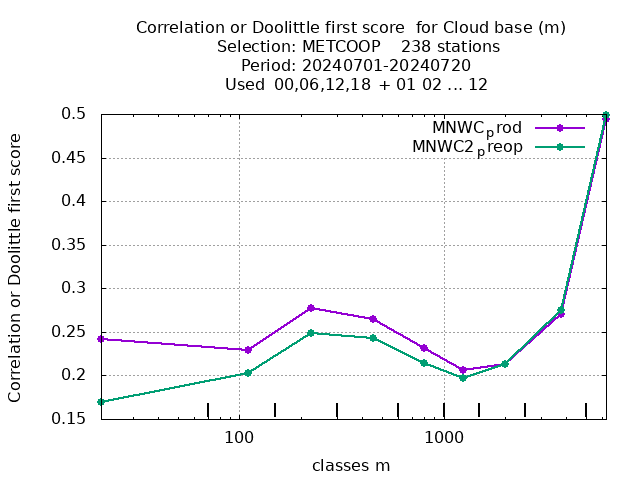 Correlation or Doolittle first score  for Cloud base (m)
Selection: METCOOP    238 stations
Period: 20240701-20240720
Used  00,06,12,18  + 01 02 ... 12
MNWC_prod
MNWC2_preop
0.5
0.45
0.4
0.35
0.3
0.25
0.2
0.15
Correlation or Doolittle first score
100
1000
classes m